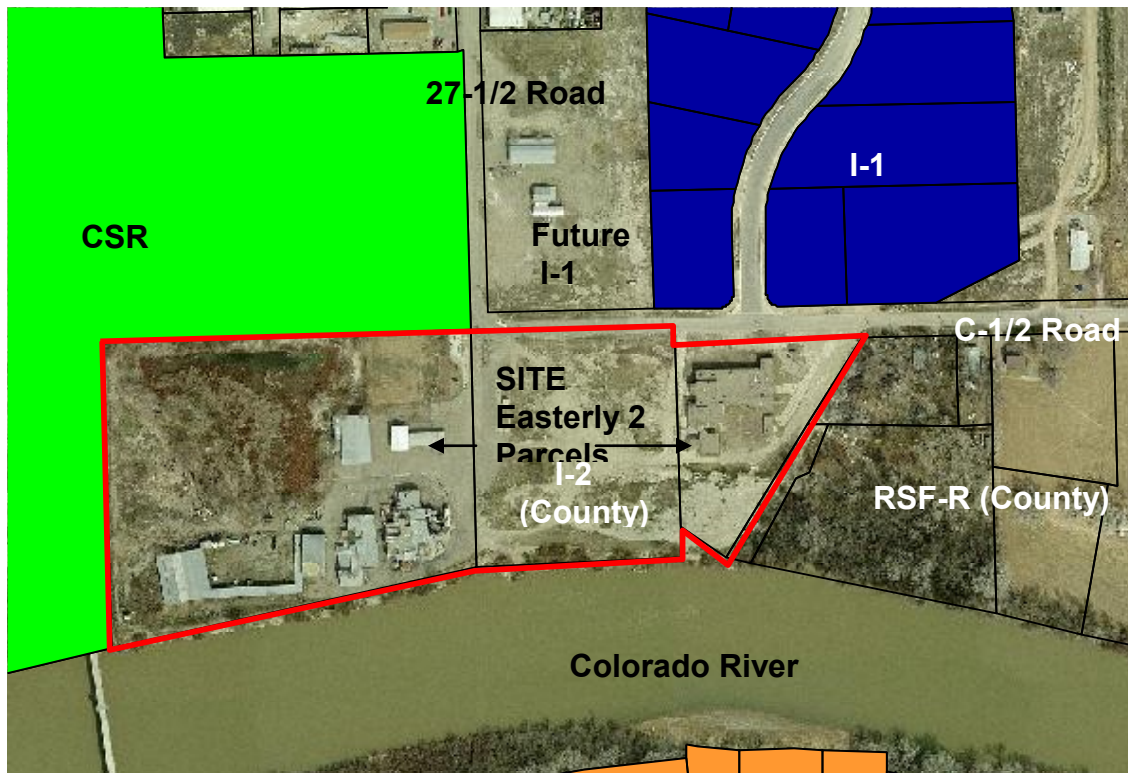 27-1/2 Road
I-1
CSR
Future
I-1
C-1/2 Road
SITE
Easterly 2
Parcels
I-2
(County)
RSF-R (County)
Colorado River